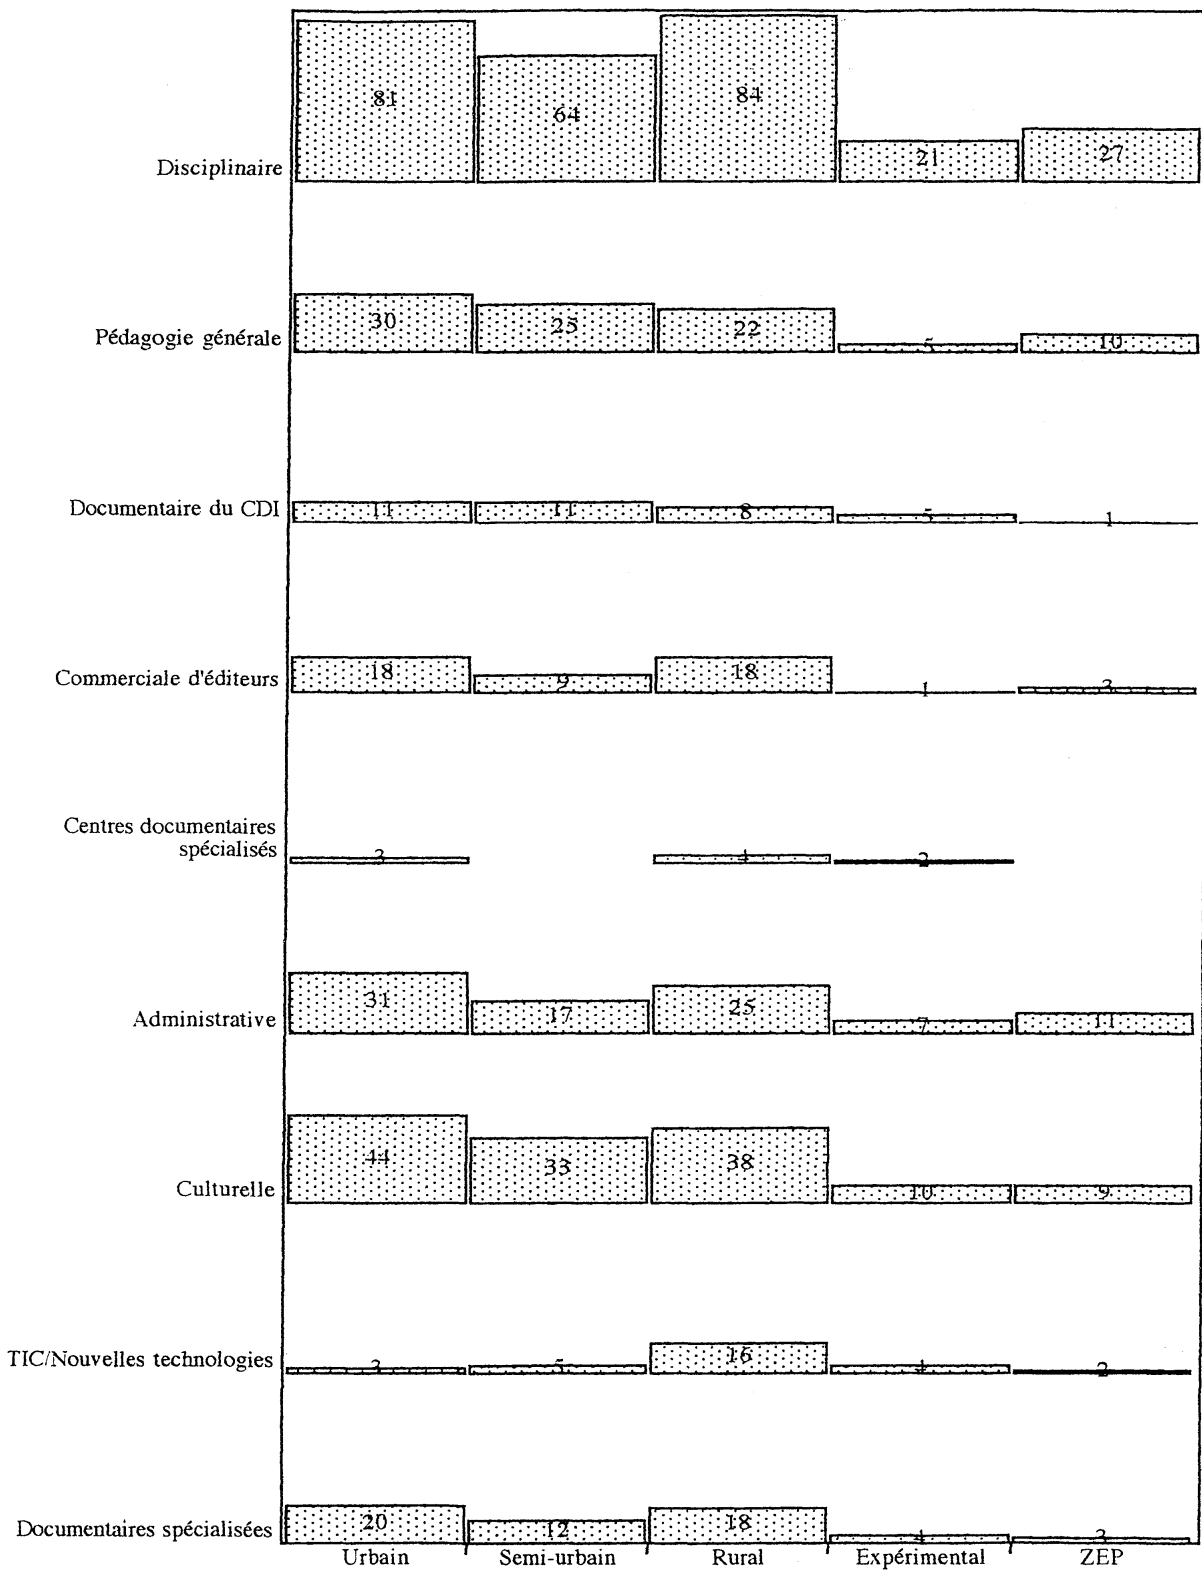 81 64 84 21 27
Disciplinaire
30 25 22 5 10
Pédagogie générale
11 11 8 5 1
Documentaire du CDI
18 9 18 1 3
Commerciale d'éditeurs
Centres documentaires
spécialisés
3 4 2
31 17 25 7 11
Administrative
44 33 38 10 9
Culturelle
3 5 16 4 2
TIC/Nouvelles technologies
20 12 18 4 3
Documentaires spécialisées
Urbain Semi-urbain Rural Expérimental ZEP